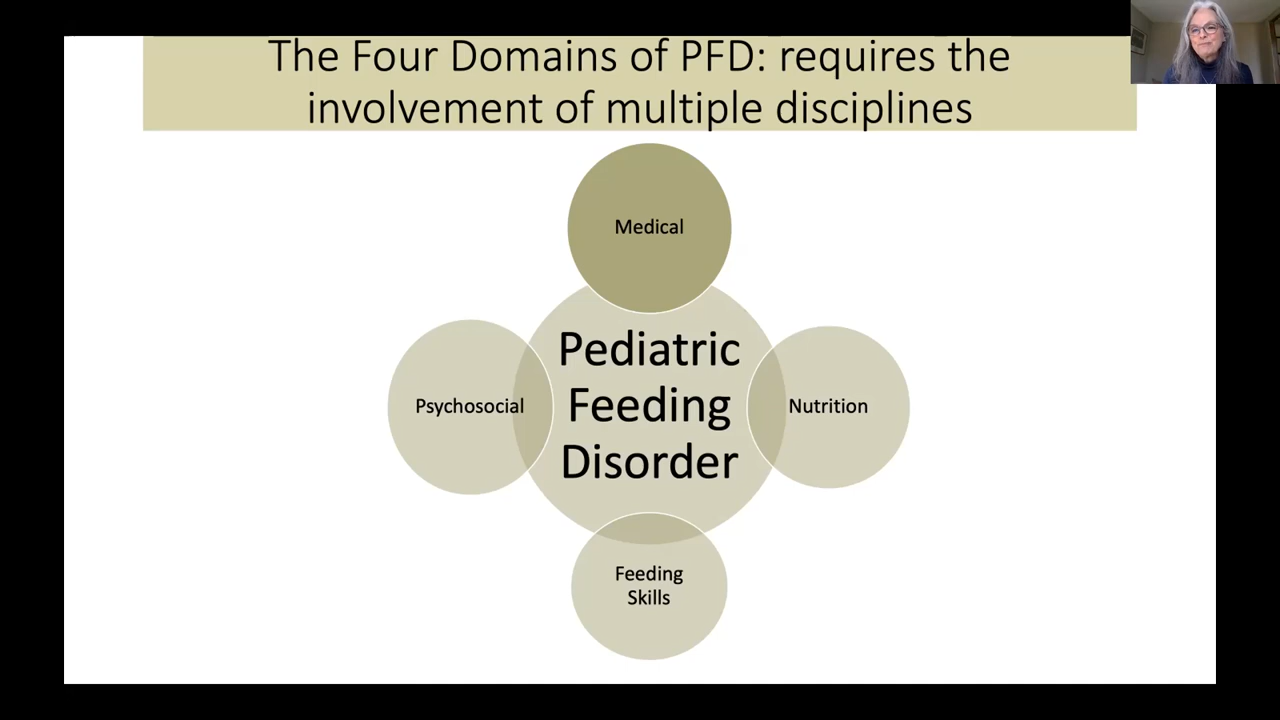 The Four Domains of PFD: requires the
involvement of multiple disciplines
Medical
Pediatric
Feeding
Disorder
Psychosocial
Nutrition
Feeding
Skills